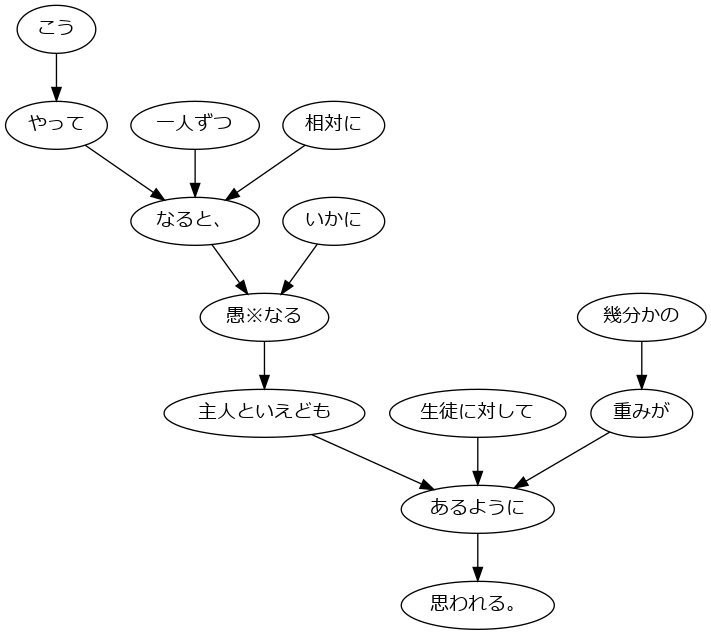 こう
やって
一人ずつ
相対に
なると、
いかに
愚※なる
幾分かの
主人といえども
生徒に対して
重みが
あるように
思われる。